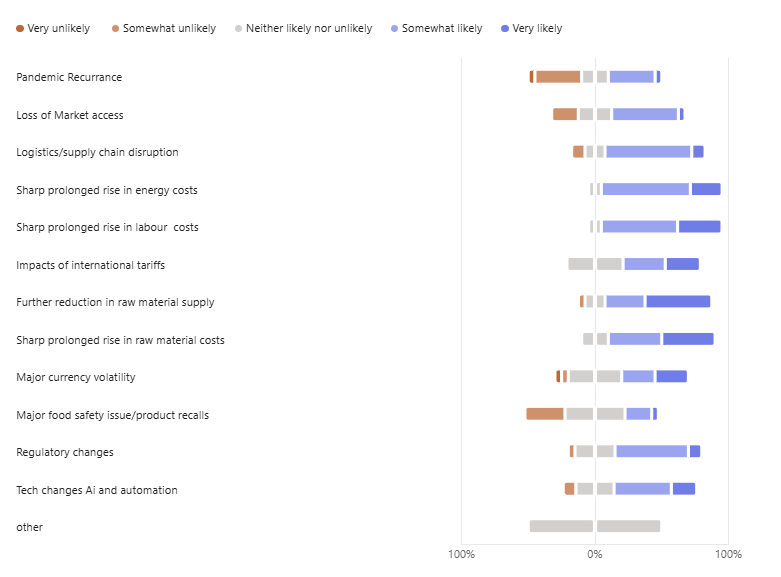 Very unlikely Somewhat unlikely Neither likely nor unlikely Somewhat likely Very likely
Pandemic Recurrance
Loss of Market access
Logistics/supply chain disruption
Sharp prolonged rise in energy costs
Sharp prolonged rise in labour  costs
Impacts of international tariffs
Further reduction in raw material supply
Sharp prolonged rise in raw material costs
Major currency volatility
Major food safety issue/product recalls
Regulatory changes
Tech changes Ai and automation
other
100% 0% 100%